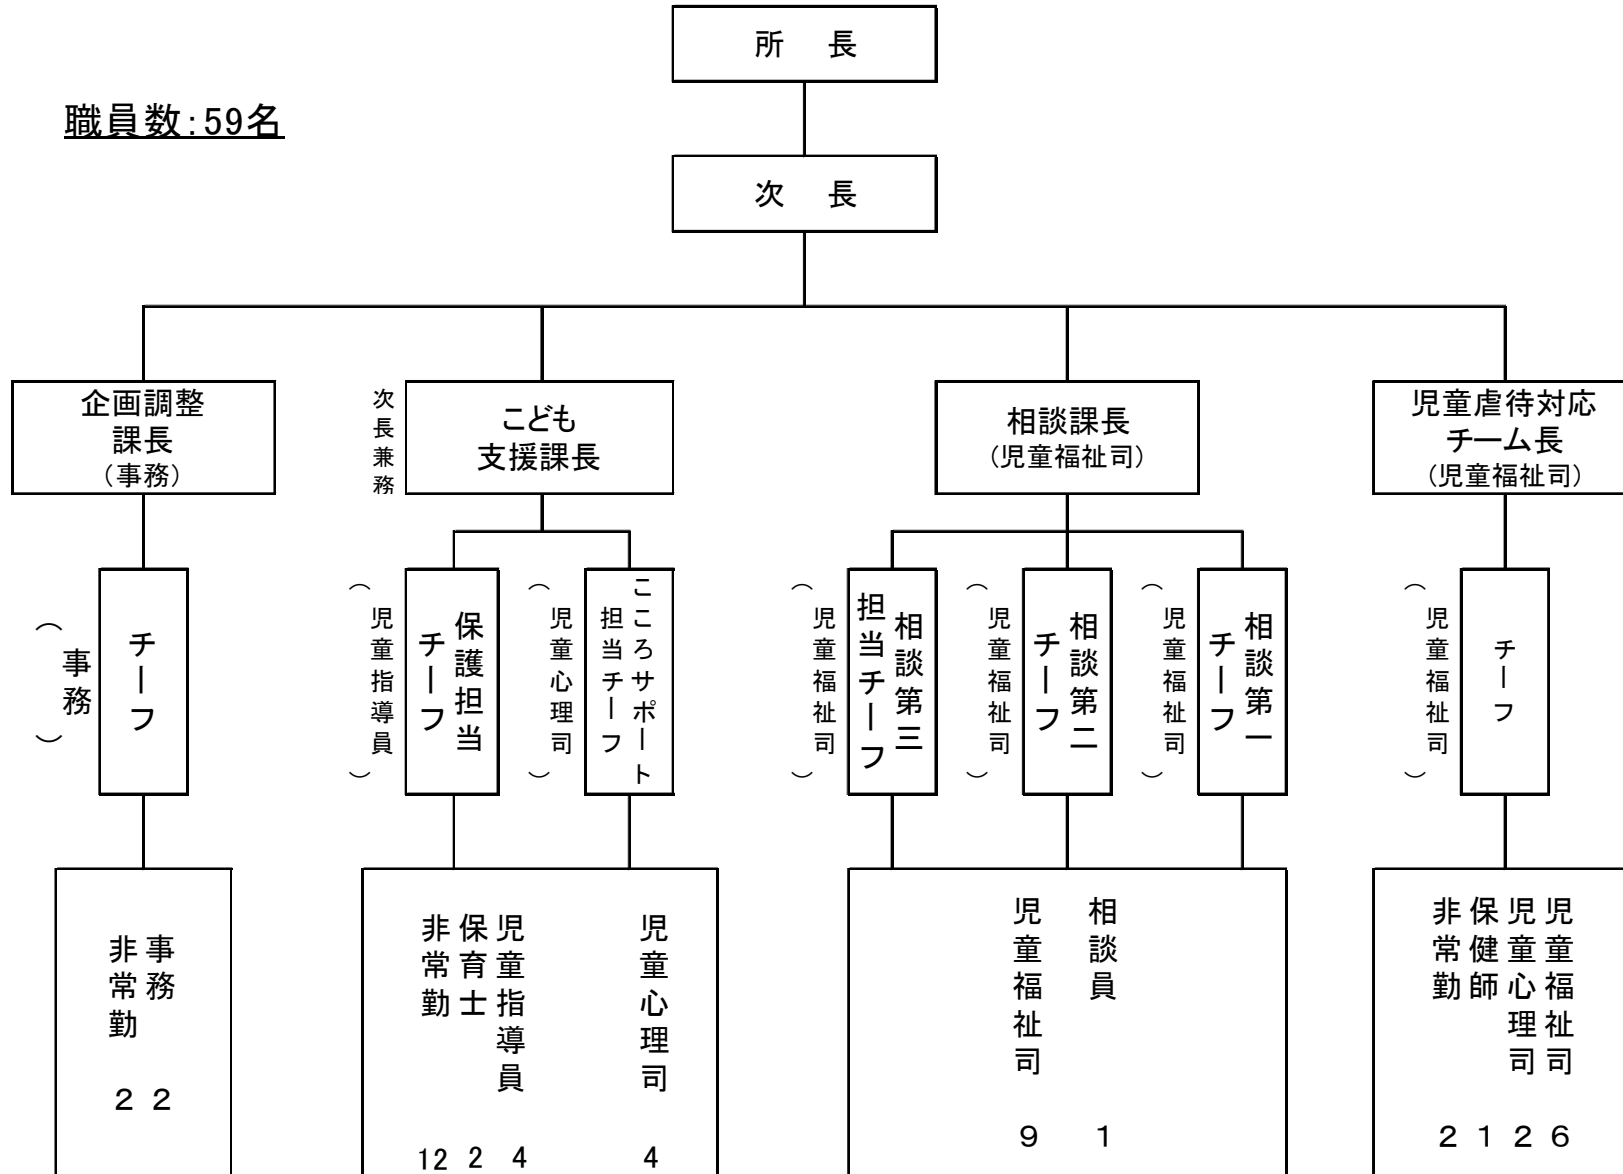 所　長
職員数:59名
次　長
企画調整
課長
（事務）
次長兼務
こども
支援課長
相談課長
（児童福祉司）
児童虐待対応
チーム長
（児童福祉司）
チーフ
（事務）
保護担当
チーフ
（児童指導員）
こころサポート
担当チーフ
（児童心理司）
相談第三
担当チーフ
（児童福祉司）
相談第二
チーフ
（児童福祉司）
相談第一
チーフ
（児童福祉司）
チーフ
（児童福祉司）
事務　２
非常勤　２
児童心理司　4
児童指導員　4
保育士　2
非常勤　12
相談員　１
児童福祉司　９
児童福祉司　６
児童心理司　２
保健師　１
非常勤　２